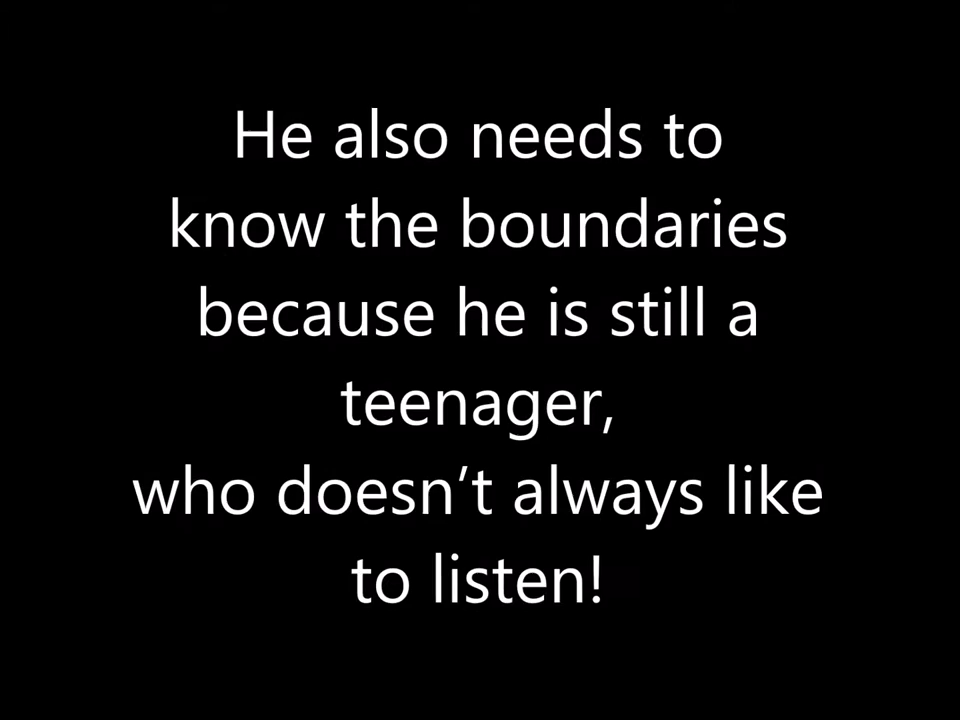 He also needs to
know the boundaries
because he is still a
teenager,
who doesn’t always like
to listen!